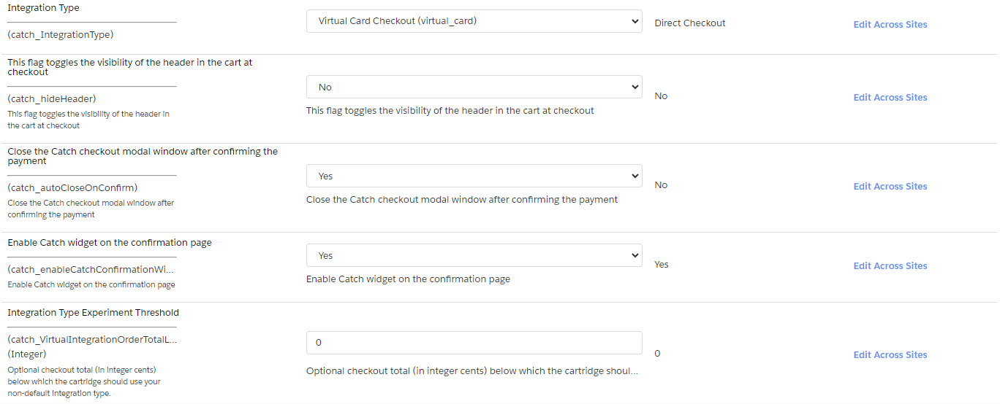 Integration Type
(catch_IntegrationType)
Virtual Card Checkout (virtual_card)
Direct Checkout
Edit Across Sites
This flag toggles the visibility of the header in the cart at
checkout
(catch_hideHeader)
This flag toggles the visibility of the header in
the cart at checkout
No
This flag toggles the visibility of the header in the cart at checkout
No
Edit Across Sites
Close the Catch checkout modal window after confirming the
payment
(catch_autoCloseOnConfirm)
Close the Catch checkout modal window after
confirming the payment
Yes
Close the Catch checkout modal window after confirming the payment
No
Edit Across Sites
Enable Catch widget on the confirmation page
(catch_enableCatchConfirmationWi...
Enable Catch widget on the confirmation page
Yes
Enable Catch widget on the confirmation page
Yes
Edit Across Sites
Integration Type Experiment Threshold
(catch_VirtualIntegrationOrderTotalL...
(Integer)
Optional checkout total (in integer cents)
below which the cartridge should use your
non-default integration type.
0
Optional checkout total (in integer cents) below which the cartridge shoul...
0
Edit Across Sites